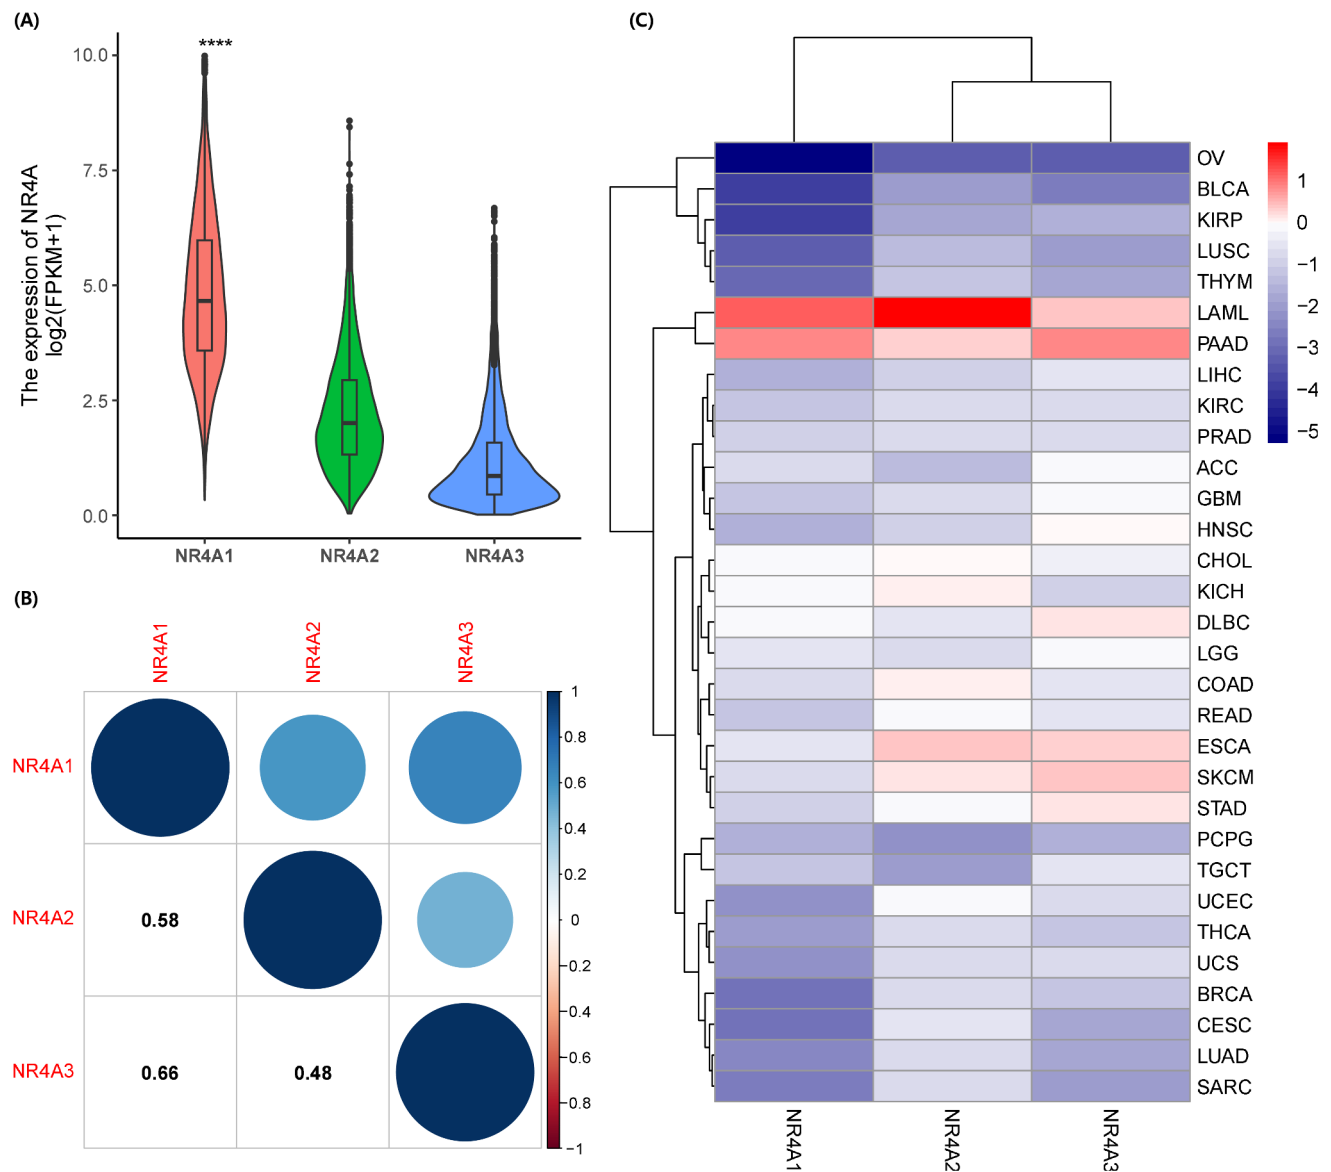 (A)
****
The expression of NR4A
log2(FPKM+1)
10.0
7.5
5.0
2.5
0.0
NR4A1
NR4A2
NR4A3
(B)
NR4A1
NR4A2
NR4A3
NR4A1
NR4A2
NR4A3
0.58
0.66
0.48
1
0.8
0.6
0.4
0.2
0
−0.2
−0.4
−0.6
−0.8
−1
(C)
OV
BLCA
KIRP
LUSC
THYM
LAML
PAAD
LIHC
KIRC
PRAD
ACC
GBM
HNSC
CHOL
KICH
DLBC
LGG
COAD
READ
ESCA
SKCM
STAD
PCPG
TGCT
UCEC
THCA
UCS
BRCA
CESC
LUAD
SARC
NR4A1
NR4A2
NR4A3
1
0
−1
−2
−3
−4
−5